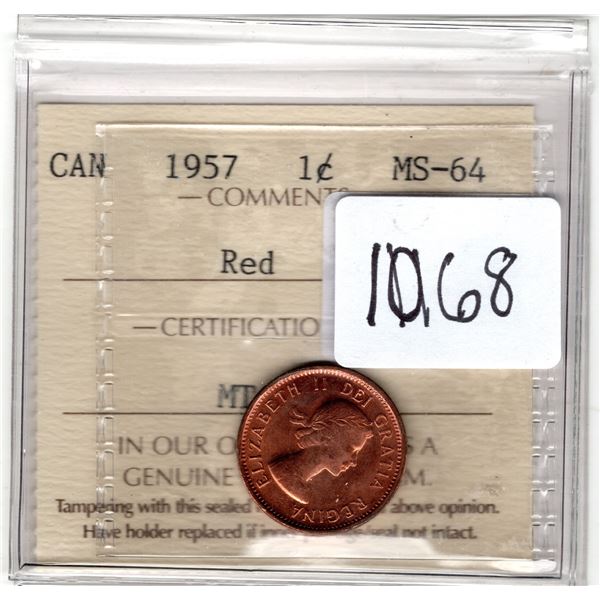 CAN 1957 1¢ MS-64
— COMMENTS
Red
10.68
— CERTIFICATIO
MT
ELIZABETH II DEI GRATIA REGINA
IN OUR O S A
GENUINE M.
Tampering with this sealed above opinion.
Have holder replaced if seal not intact.